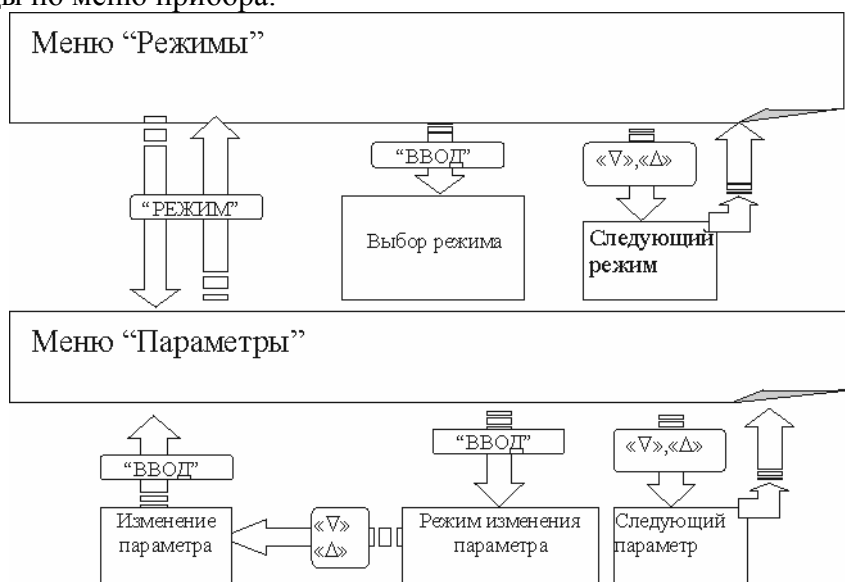 по меню прибора.
Меню “Режимы”
“ВВОД”
«∇»,«Δ»
“РЕЖИМ”
Выбор режима
Следующий
режим
Меню “Параметры”
“ВВОД”
«∇»,«Δ»
“ВВОД”
Изменение
параметра
«∇»
«Δ»
Режим изменения
параметра
Следующий
параметр